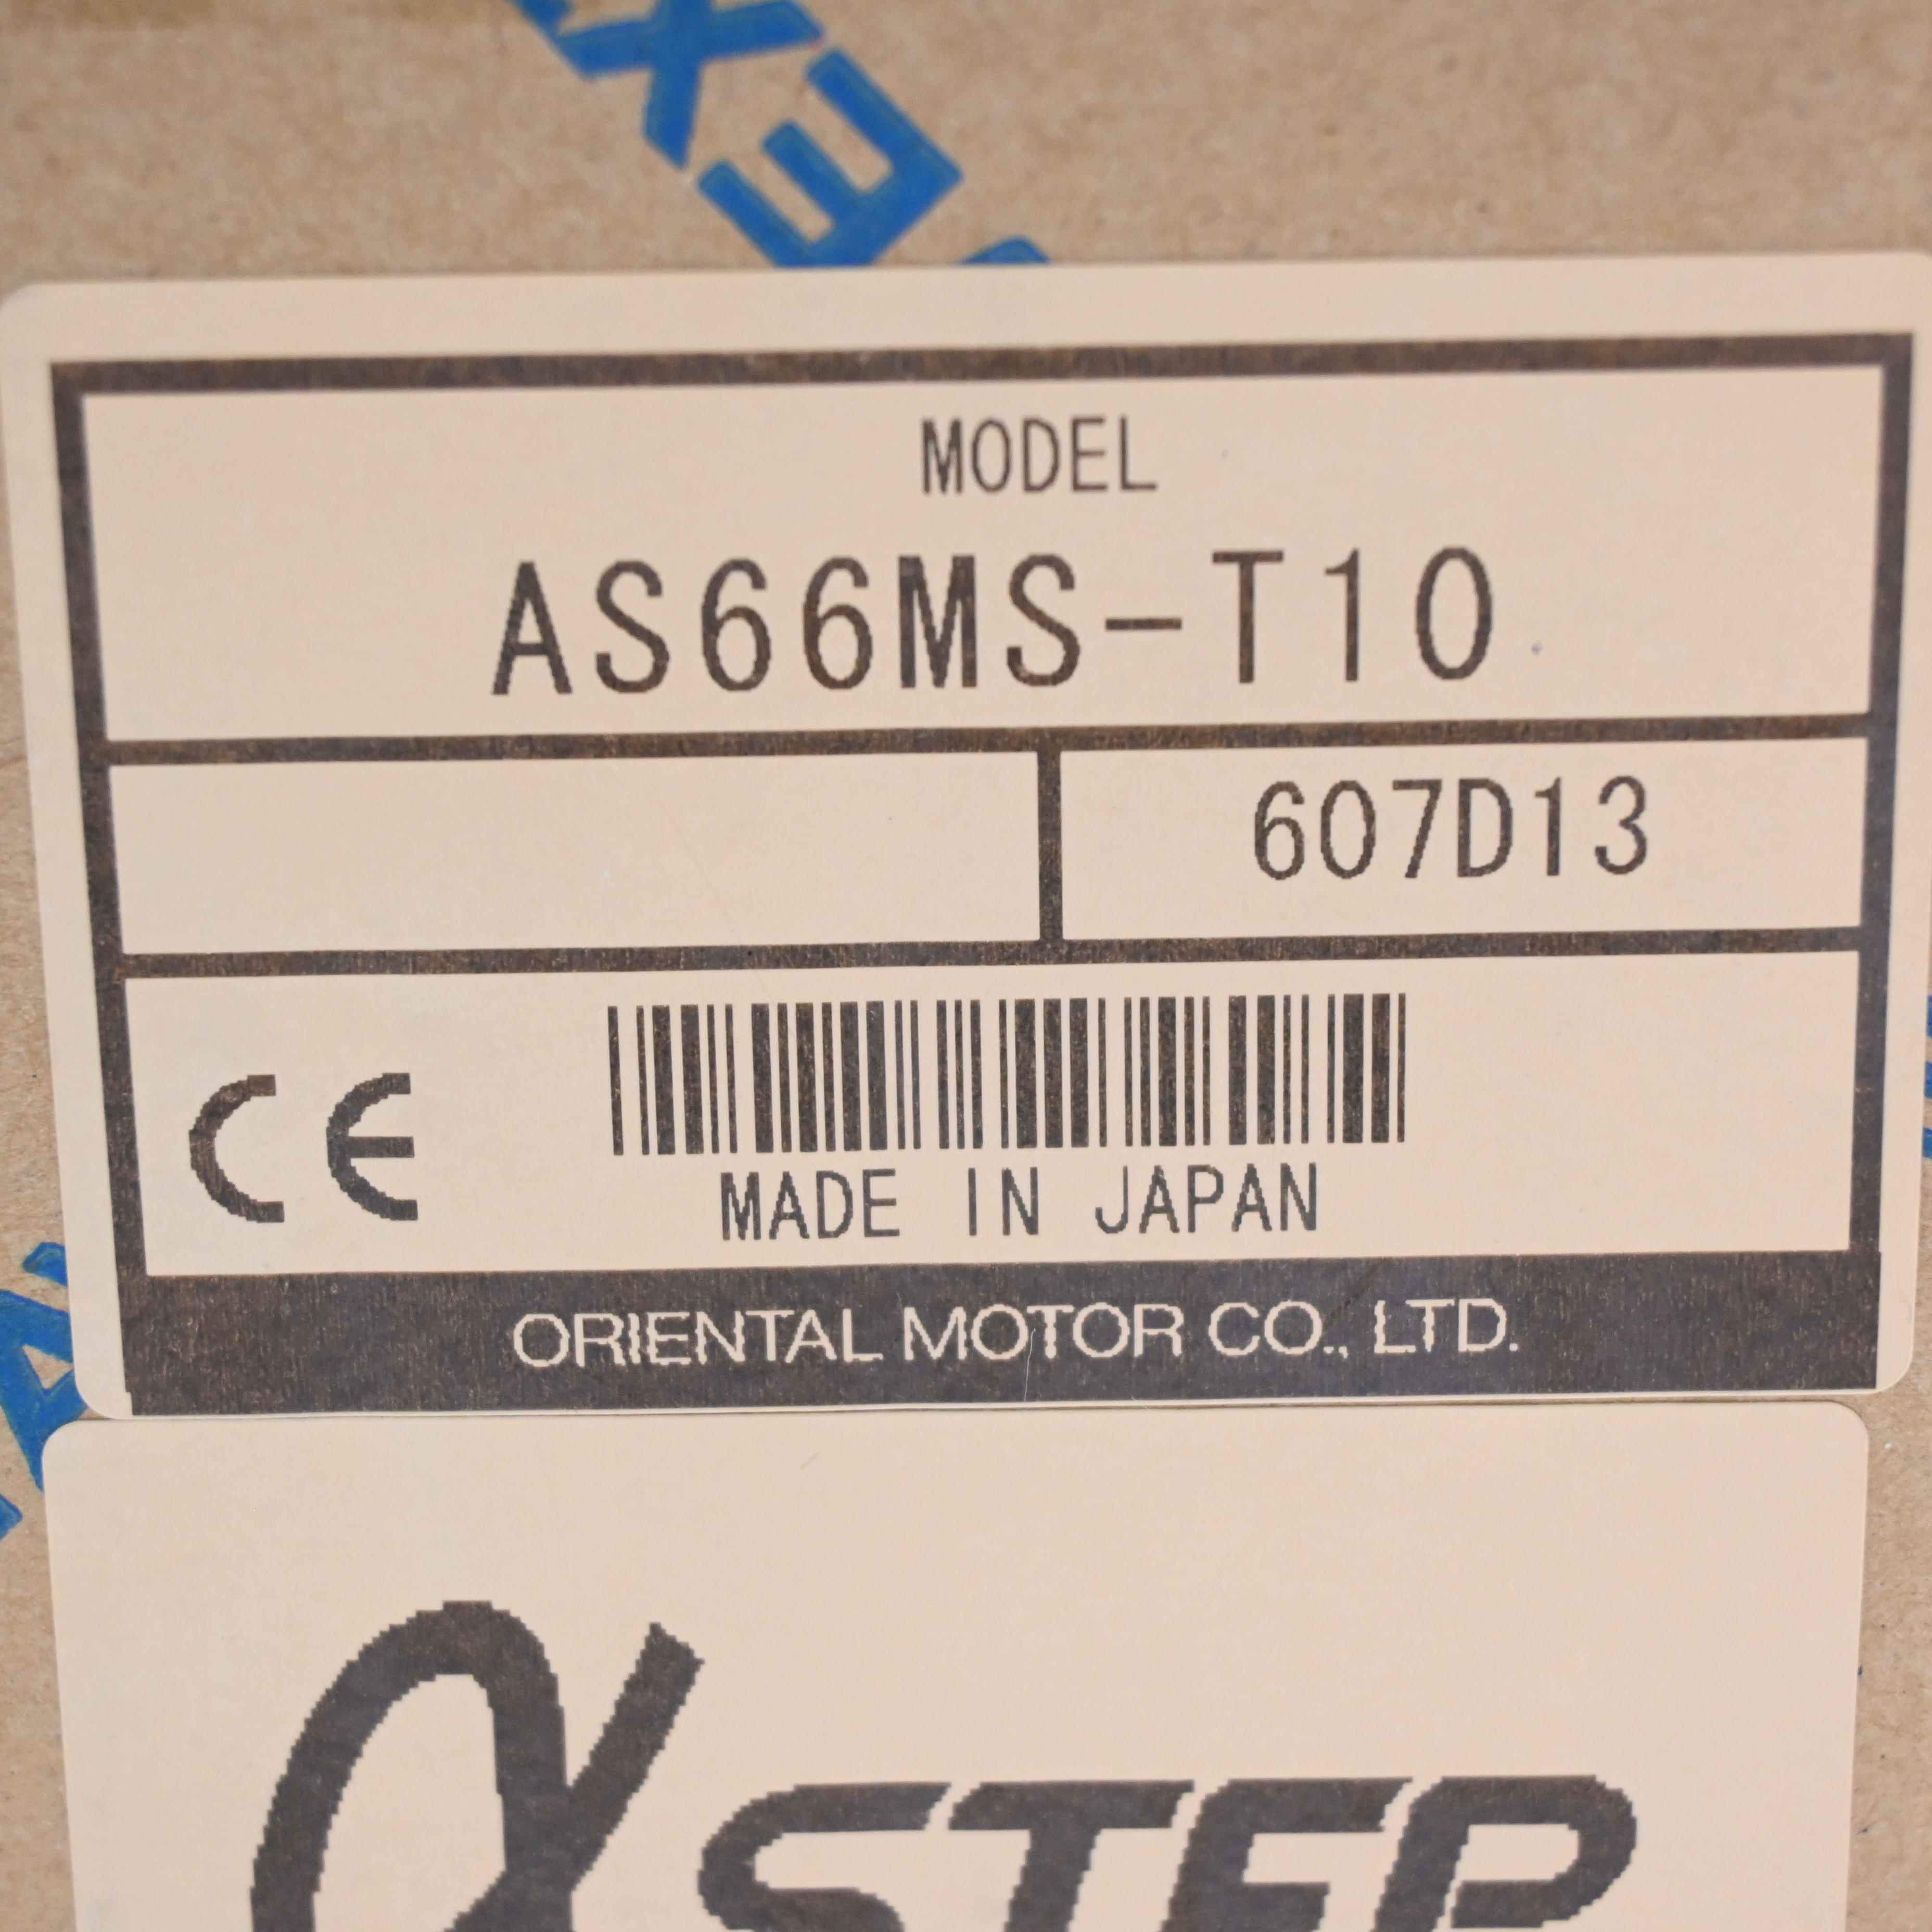 MODEL
AS66MS-T10
607D13
CE
MADE IN JAPAN
ORIENTAL MOTOR CO., LTD.
αSTEP